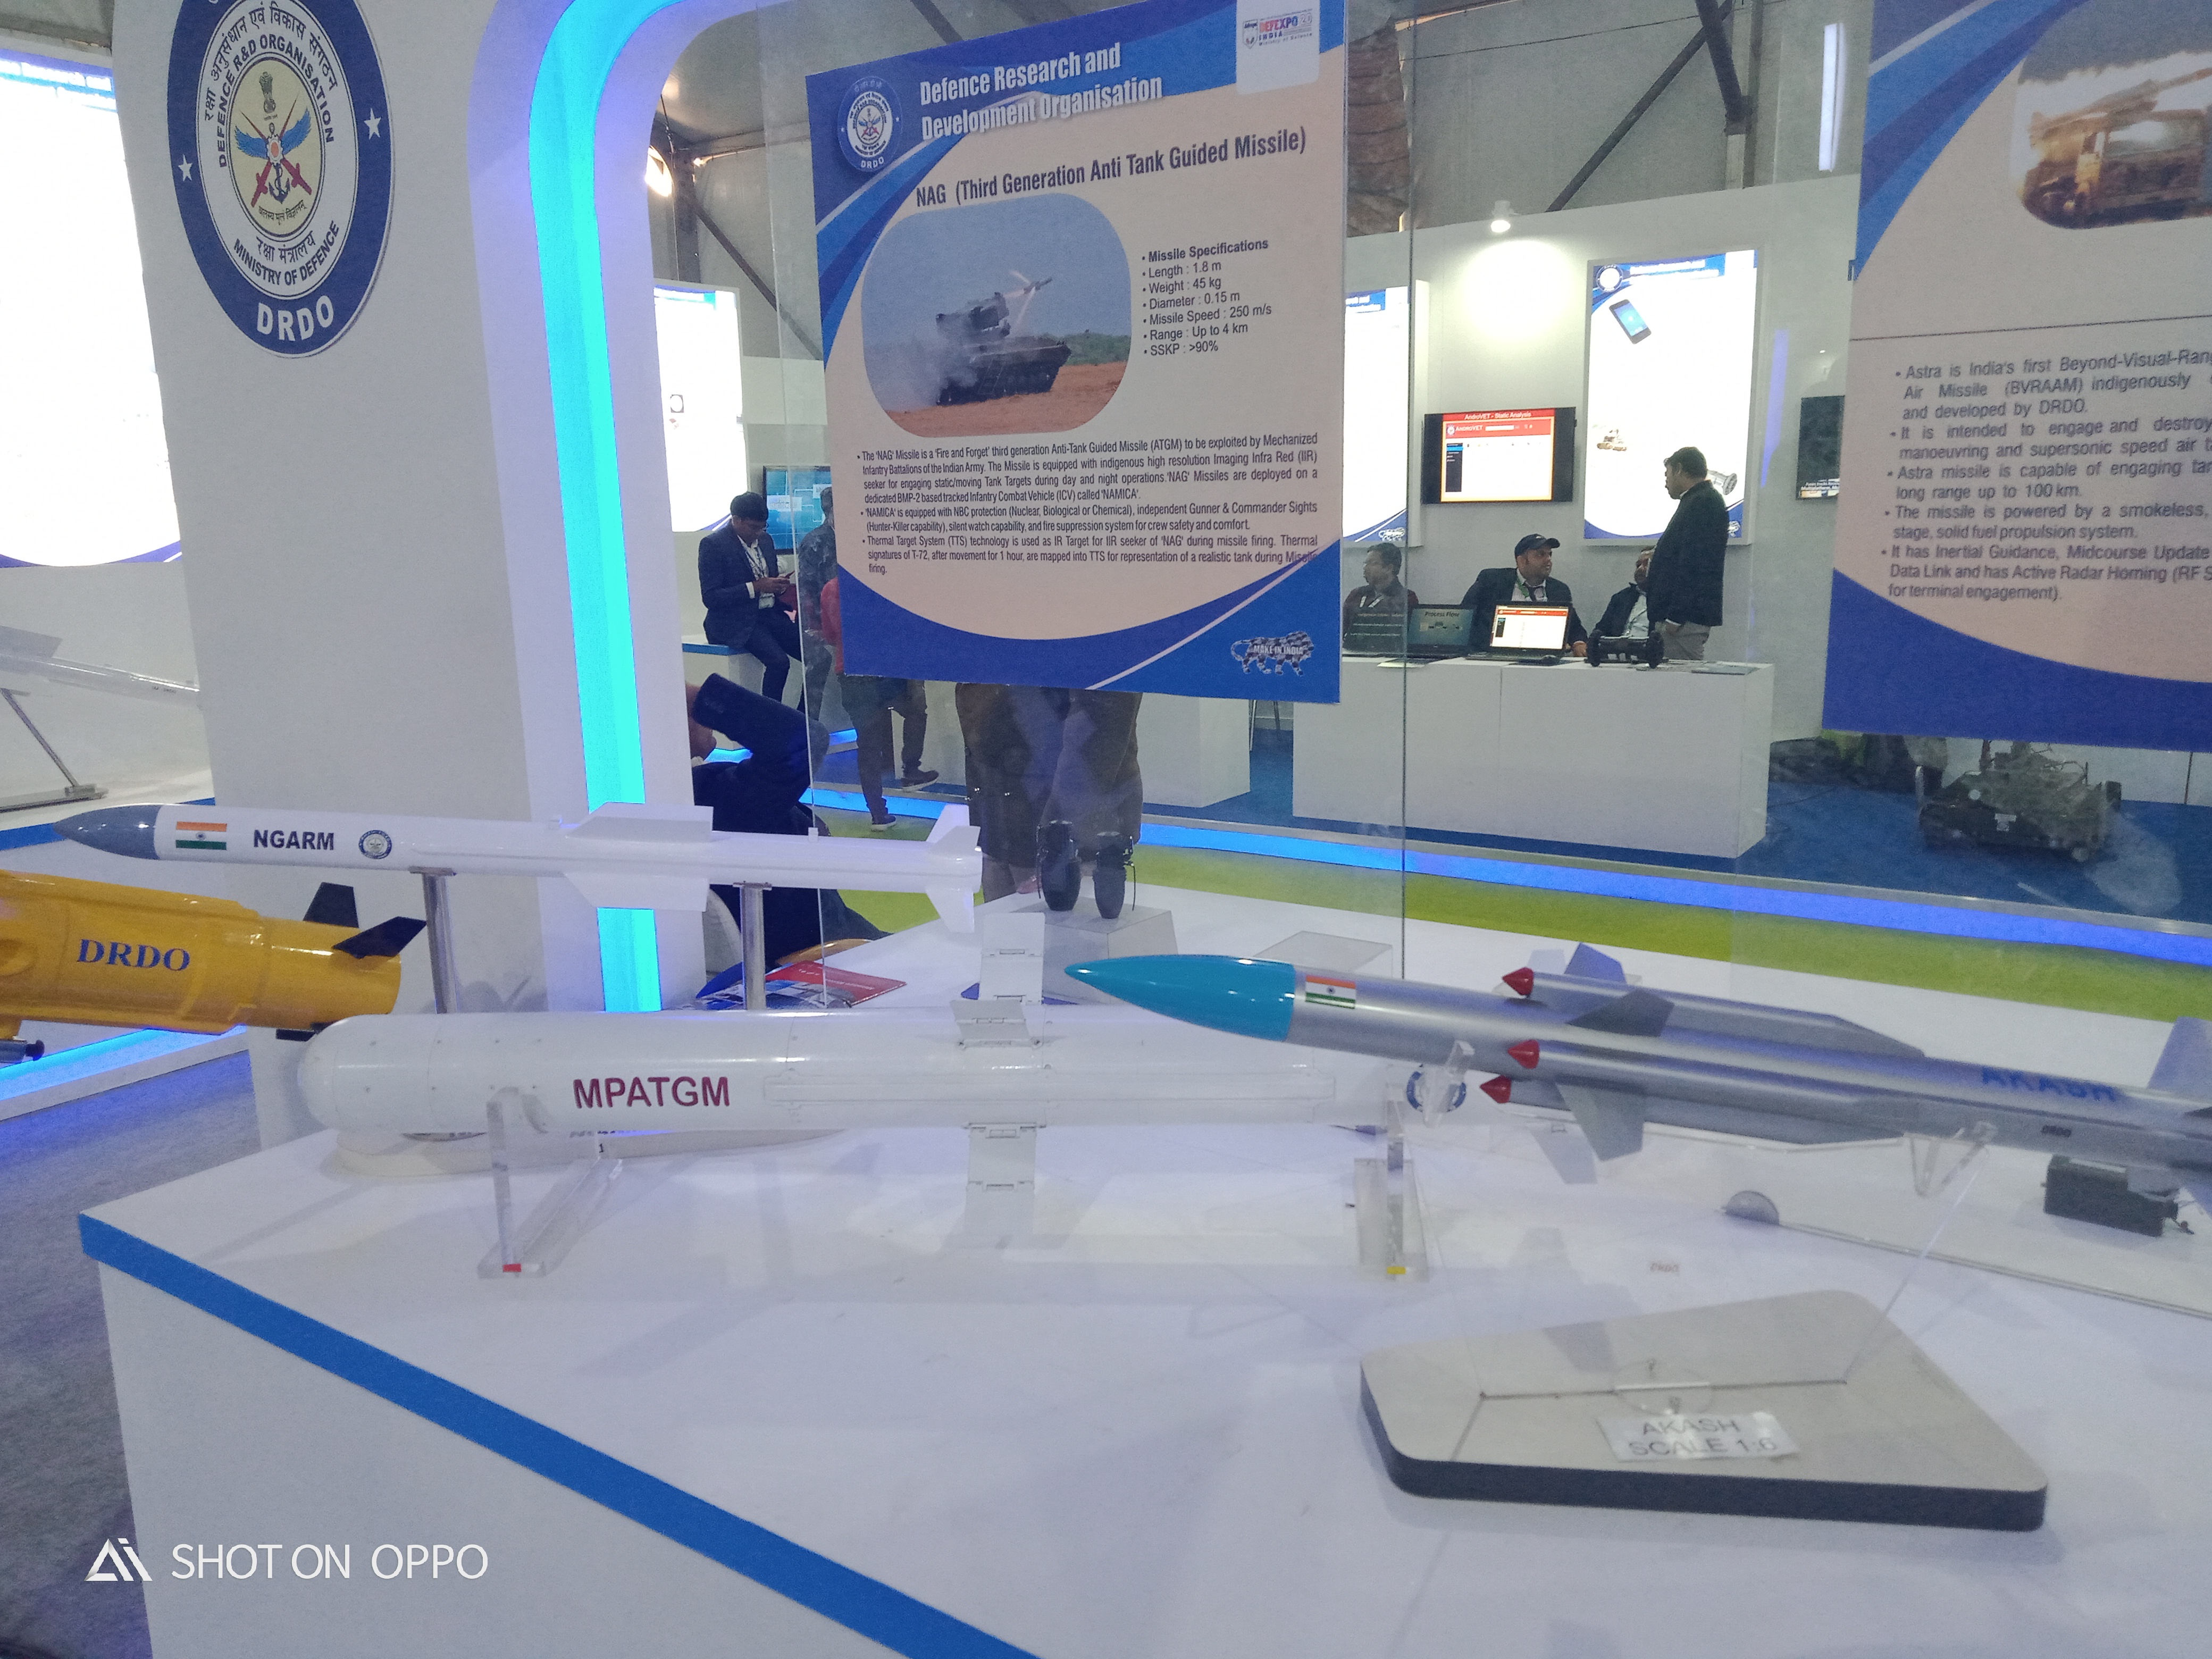 रक्षा अनुसंधान एवं विकास संगठन
DEFENCE R&D ORGANISATION
रक्षा मंत्रालय
MINISTRY OF DEFENCE
DRDO
DEFEXPO
INDIA
Defence Research and
Development Organisation
DRDO
NAG (Third Generation Anti Tank Guided Missile)
• Missile Specifications
• Length : 1.8 m
• Weight : 45 kg
• Diameter : 0.15 m
• Missile Speed : 250 m/s
• Range : Up to 4 km
• SSKP : >90%
• The 'NAG' Missile is a 'Fire and Forget' third generation Anti-Tank Guided Missile (ATGM) to be exploited by Mechanized
Infantry Battalions of the Indian Army. The Missile is equipped with indigenous high resolution Imaging Infra Red (IIR)
seeker for engaging static/moving Tank Targets during day and night operations.'NAG' Missiles are deployed on a
dedicated BMP-2 based tracked Infantry Combat Vehicle (ICV) called 'NAMICA'.
• 'NAMICA' is equipped with NBC protection (Nuclear, Biological or Chemical), independent Gunner & Commander Sights
(Hunter-Killer capability), silent watch capability, and fire suppression system for crew safety and comfort.
• Thermal Target System (TTS) technology is used as IR Target for IIR seeker of 'NAG' during missile firing. Thermal
signatures of T-72, after movement for 1 hour, are mapped into TTS for representation of a realistic tank during Missile
firing.
MAKE IN INDIA
AndroVET - Static Analysis
Process Flow
• Astra is India's first Beyond-Visual-Ran
Air Missile (BVRAAM) indigenously
and developed by DRDO.
• It is intended to engage and destroy
manoeuvring and supersonic speed air ta
• Astra missile is capable of engaging tar
long range up to 100 km.
• The missile is powered by a smokeless,
stage, solid fuel propulsion system.
• It has Inertial Guidance, Midcourse Update
Data Link and has Active Radar Homing (RF S
for terminal engagement).
NGARM
DRDO
MPATGM
1
AKASH
DRDO
AKASH
SCALE 1:6
SHOT ON OPPO